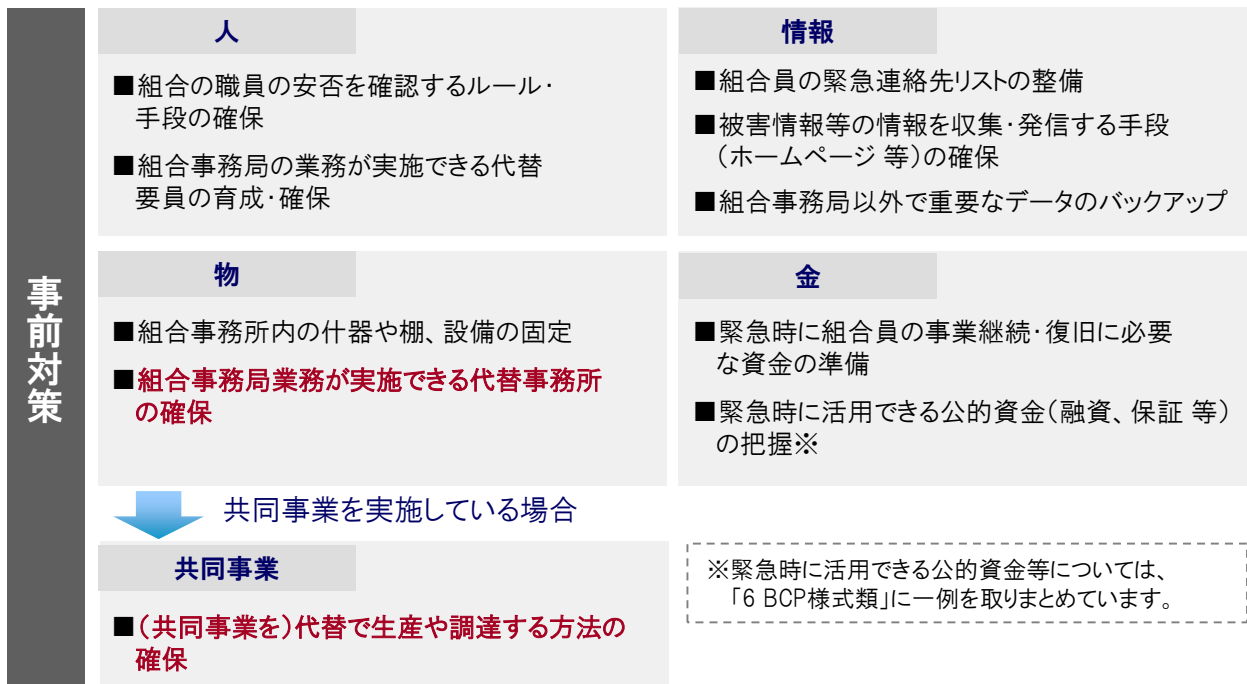 事前対策
人
■組合の職員の安否を確認するルール・
手段の確保
■組合事務局の業務が実施できる代替
要員の育成・確保
情報
■組合員の緊急連絡先リストの整備
■被害情報等の情報を収集・発信する手段
（ホームページ 等）の確保
■組合事務局以外で重要なデータのバックアップ
物
■組合事務所内の什器や棚、設備の固定
■組合事務局業務が実施できる代替事務所
の確保
金
■緊急時に組合員の事業継続・復旧に必要
な資金の準備
■緊急時に活用できる公的資金（融資、保証 等）
の把握※
共同事業を実施している場合
共同事業
■（共同事業を）代替で生産や調達する方法の
確保
※緊急時に活用できる公的資金等については、
「6 BCP様式類」に一例を取りまとめています。